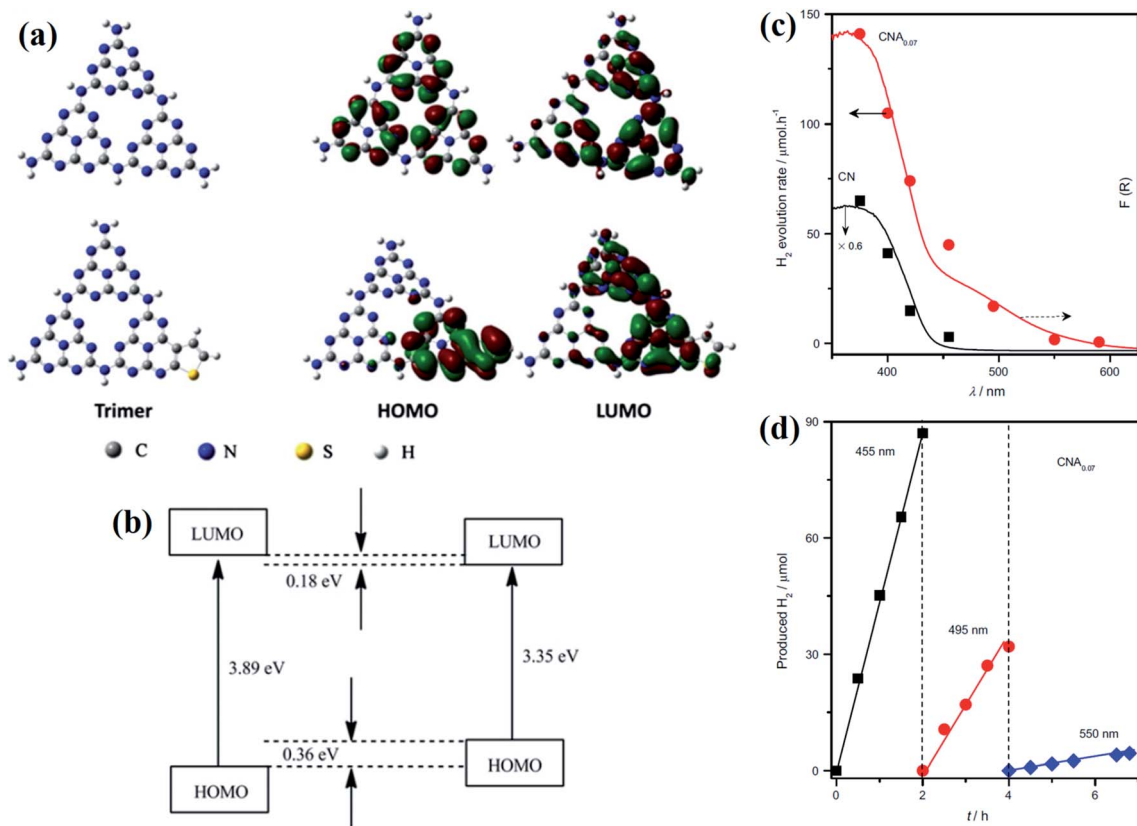 (a)
Trimer HOMO LUMO
C N S H
(b)
LUMO LUMO
0.18 eV
3.89 eV 3.35 eV
0.36 eV
HOMO HOMO
(c)
150
100
50
0
H₂ evolution rate / μmol.h⁻¹
CNA₀.₀₇
CN
× 0.6
F (R)
400 500 600
λ / nm
(d)
90
60
30
0
Produced H₂ / μmol
455 nm
CNA₀.₀₇
495 nm
550 nm
0 2 4 6
t / h